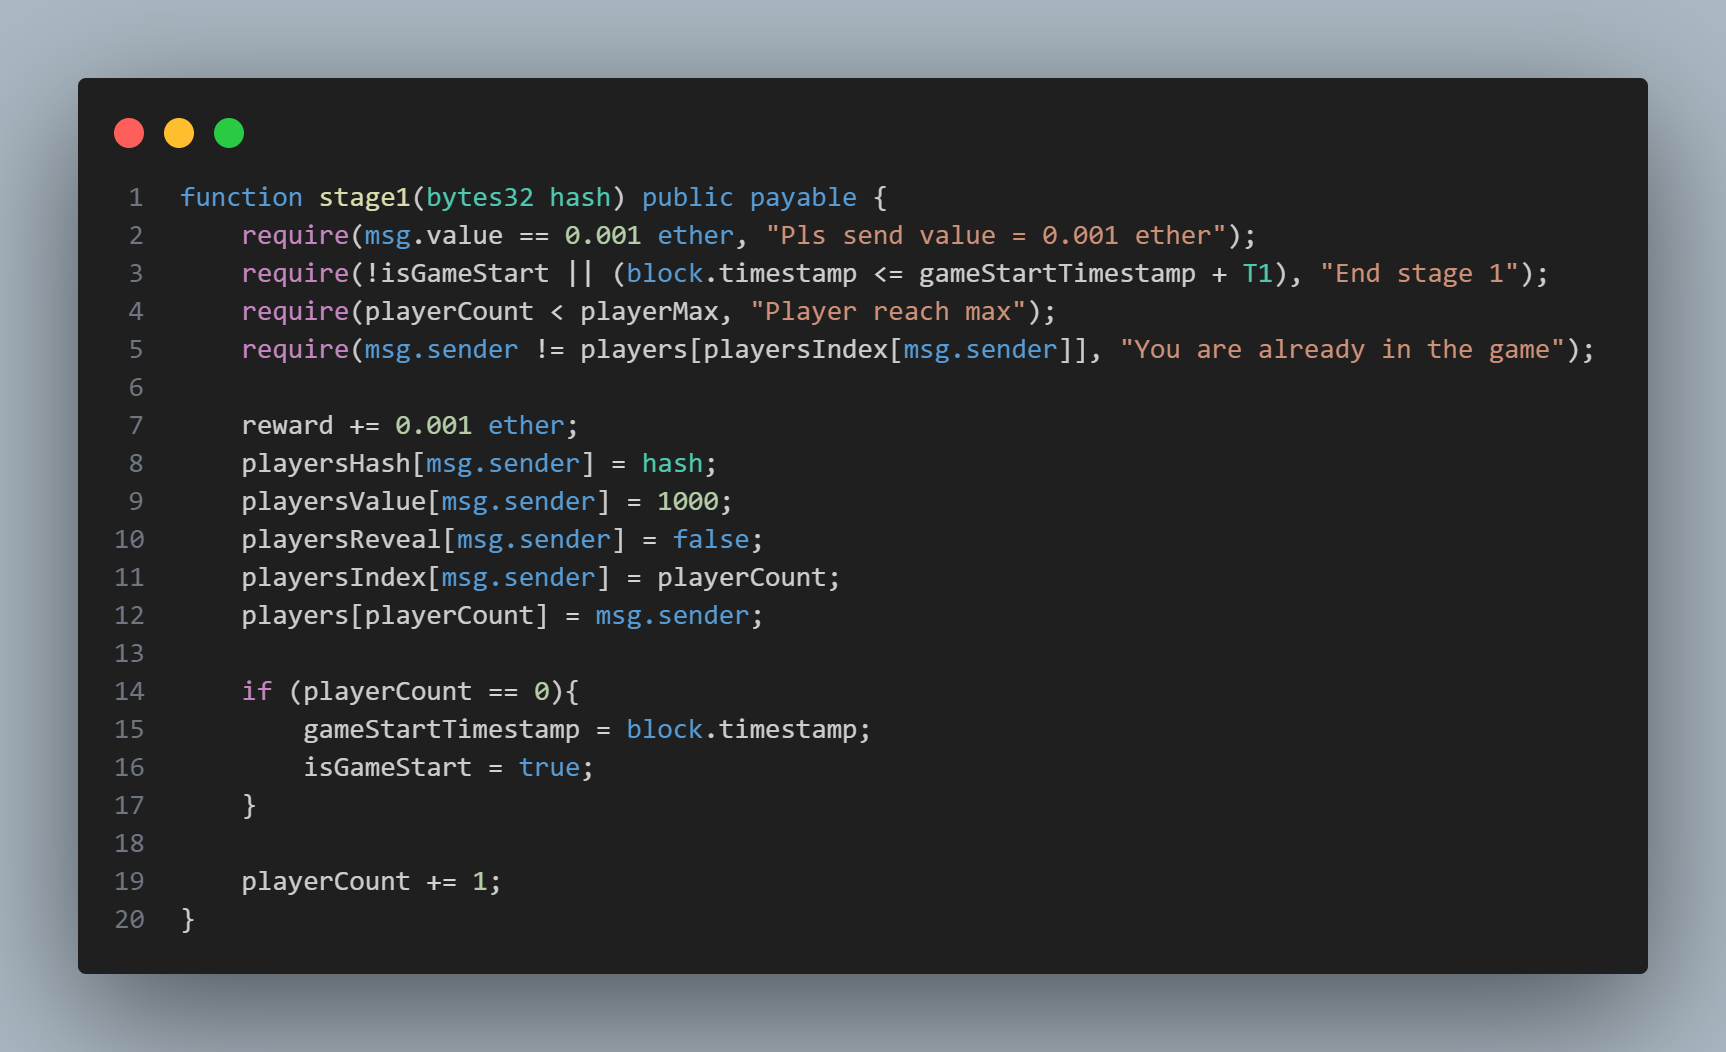 1 function stage1(bytes32 hash) public payable {
2     require(msg.value == 0.001 ether, "Pls send value = 0.001 ether");
3     require(!isGameStart || (block.timestamp <= gameStartTimestamp + T1), "End stage 1");
4     require(playerCount < playerMax, "Player reach max");
5     require(msg.sender != players[playersIndex[msg.sender]], "You are already in the game");
6
7     reward += 0.001 ether;
8     playersHash[msg.sender] = hash;
9     playersValue[msg.sender] = 1000;
10     playersReveal[msg.sender] = false;
11     playersIndex[msg.sender] = playerCount;
12     players[playerCount] = msg.sender;
13
14     if (playerCount == 0){
15         gameStartTimestamp = block.timestamp;
16         isGameStart = true;
17     }
18
19     playerCount += 1;
20 }